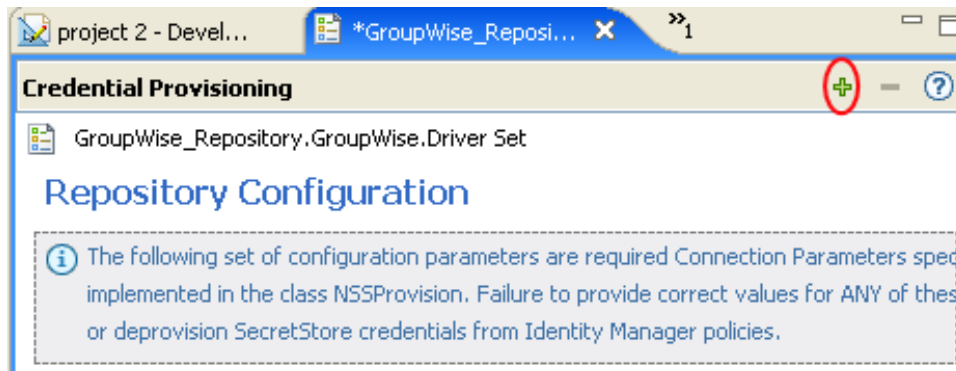 project 2 - Devel... *GroupWise_Reposi... »1
Credential Provisioning
GroupWise_Repository.GroupWise.Driver Set
Repository Configuration
The following set of configuration parameters are required Connection Parameters spec
implemented in the class NSSProvision. Failure to provide correct values for ANY of thes
or deprovision SecretStore credentials from Identity Manager policies.